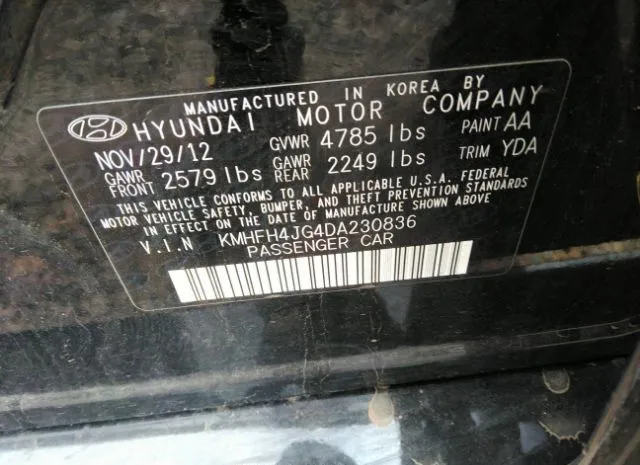 MANUFACTURED IN KOREA BY
HYUNDAI MOTOR COMPANY
NOV/29/12 GVWR 4785 lbs PAINT AA
GAWR FRONT 2579 lbs GAWR REAR 2249 lbs TRIM YDA
THIS VEHICLE CONFORMS TO ALL APPLICABLE U.S.A. FEDERAL
MOTOR VEHICLE SAFETY, BUMPER, AND THEFT PREVENTION STANDARDS
IN EFFECT ON THE DATE OF MANUFACTURE SHOWN ABOVE
V.I.N KMHFH4JG4DA230836
PASSENGER CAR